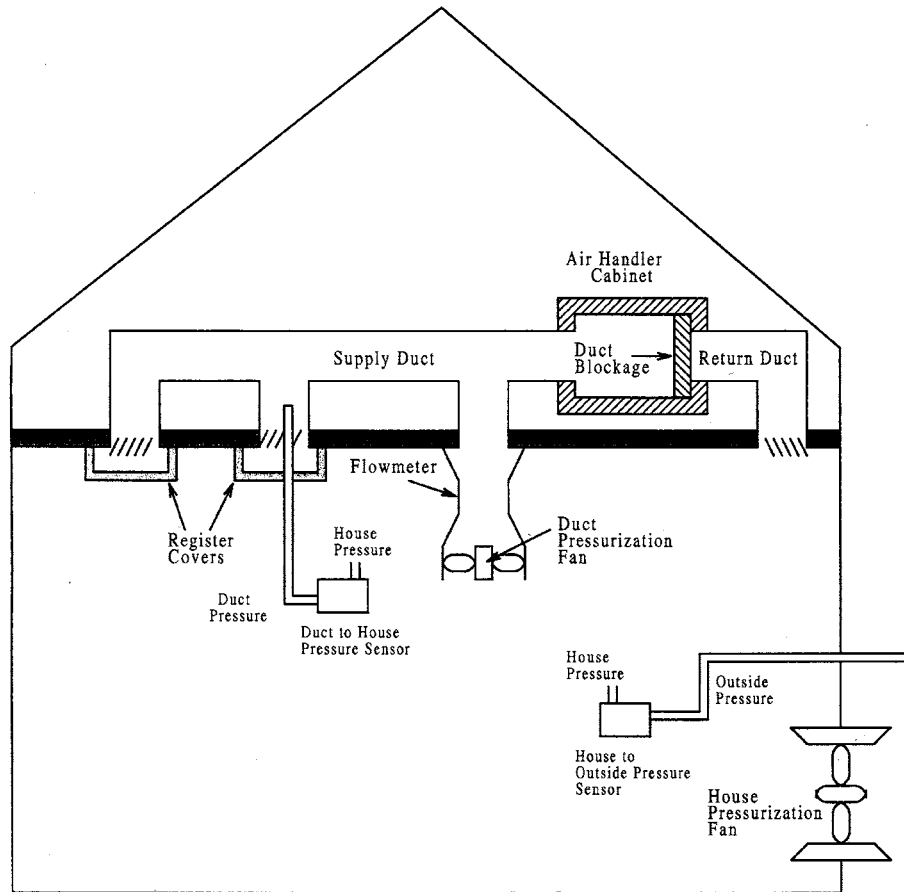 Air Handler
Cabinet
Supply Duct
Duct
Blockage
Return Duct
Flowmeter
Register
Covers
House
Pressure
Duct
Pressurization
Fan
Duct
Pressure
Duct to House
Pressure Sensor
House
Pressure
Outside
Pressure
House to
Outside Pressure
Sensor
House
Pressurization
Fan